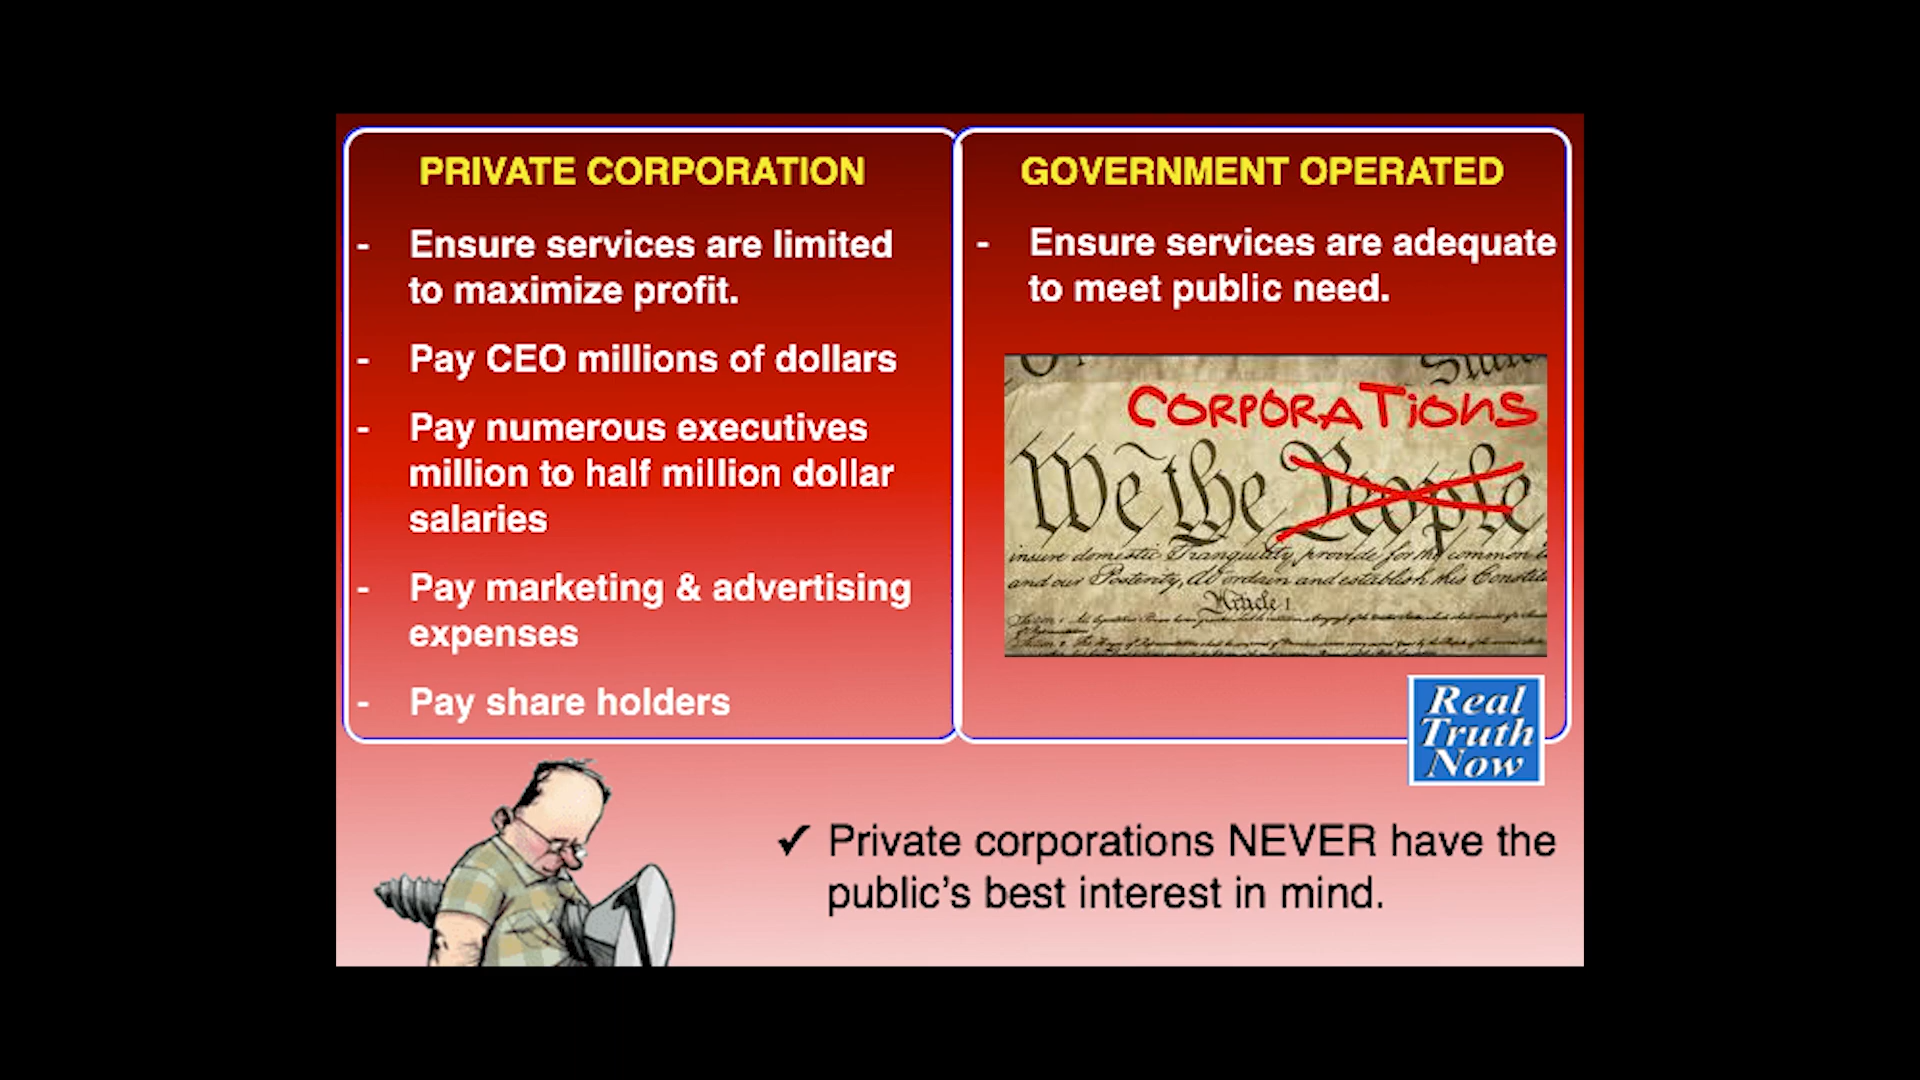 PRIVATE CORPORATION
- Ensure services are limited
to maximize profit.
- Pay CEO millions of dollars
- Pay numerous executives
million to half million dollar
salaries
- Pay marketing & advertising
expenses
- Pay share holders
GOVERNMENT OPERATED
- Ensure services are adequate
to meet public need.
CORPORATIONS
We the People
insure domestic Tranquility, provide for the common
and our Posterity, do ordain and establish this
Article 1
Real
Truth
Now
✓ Private corporations NEVER have the
public's best interest in mind.